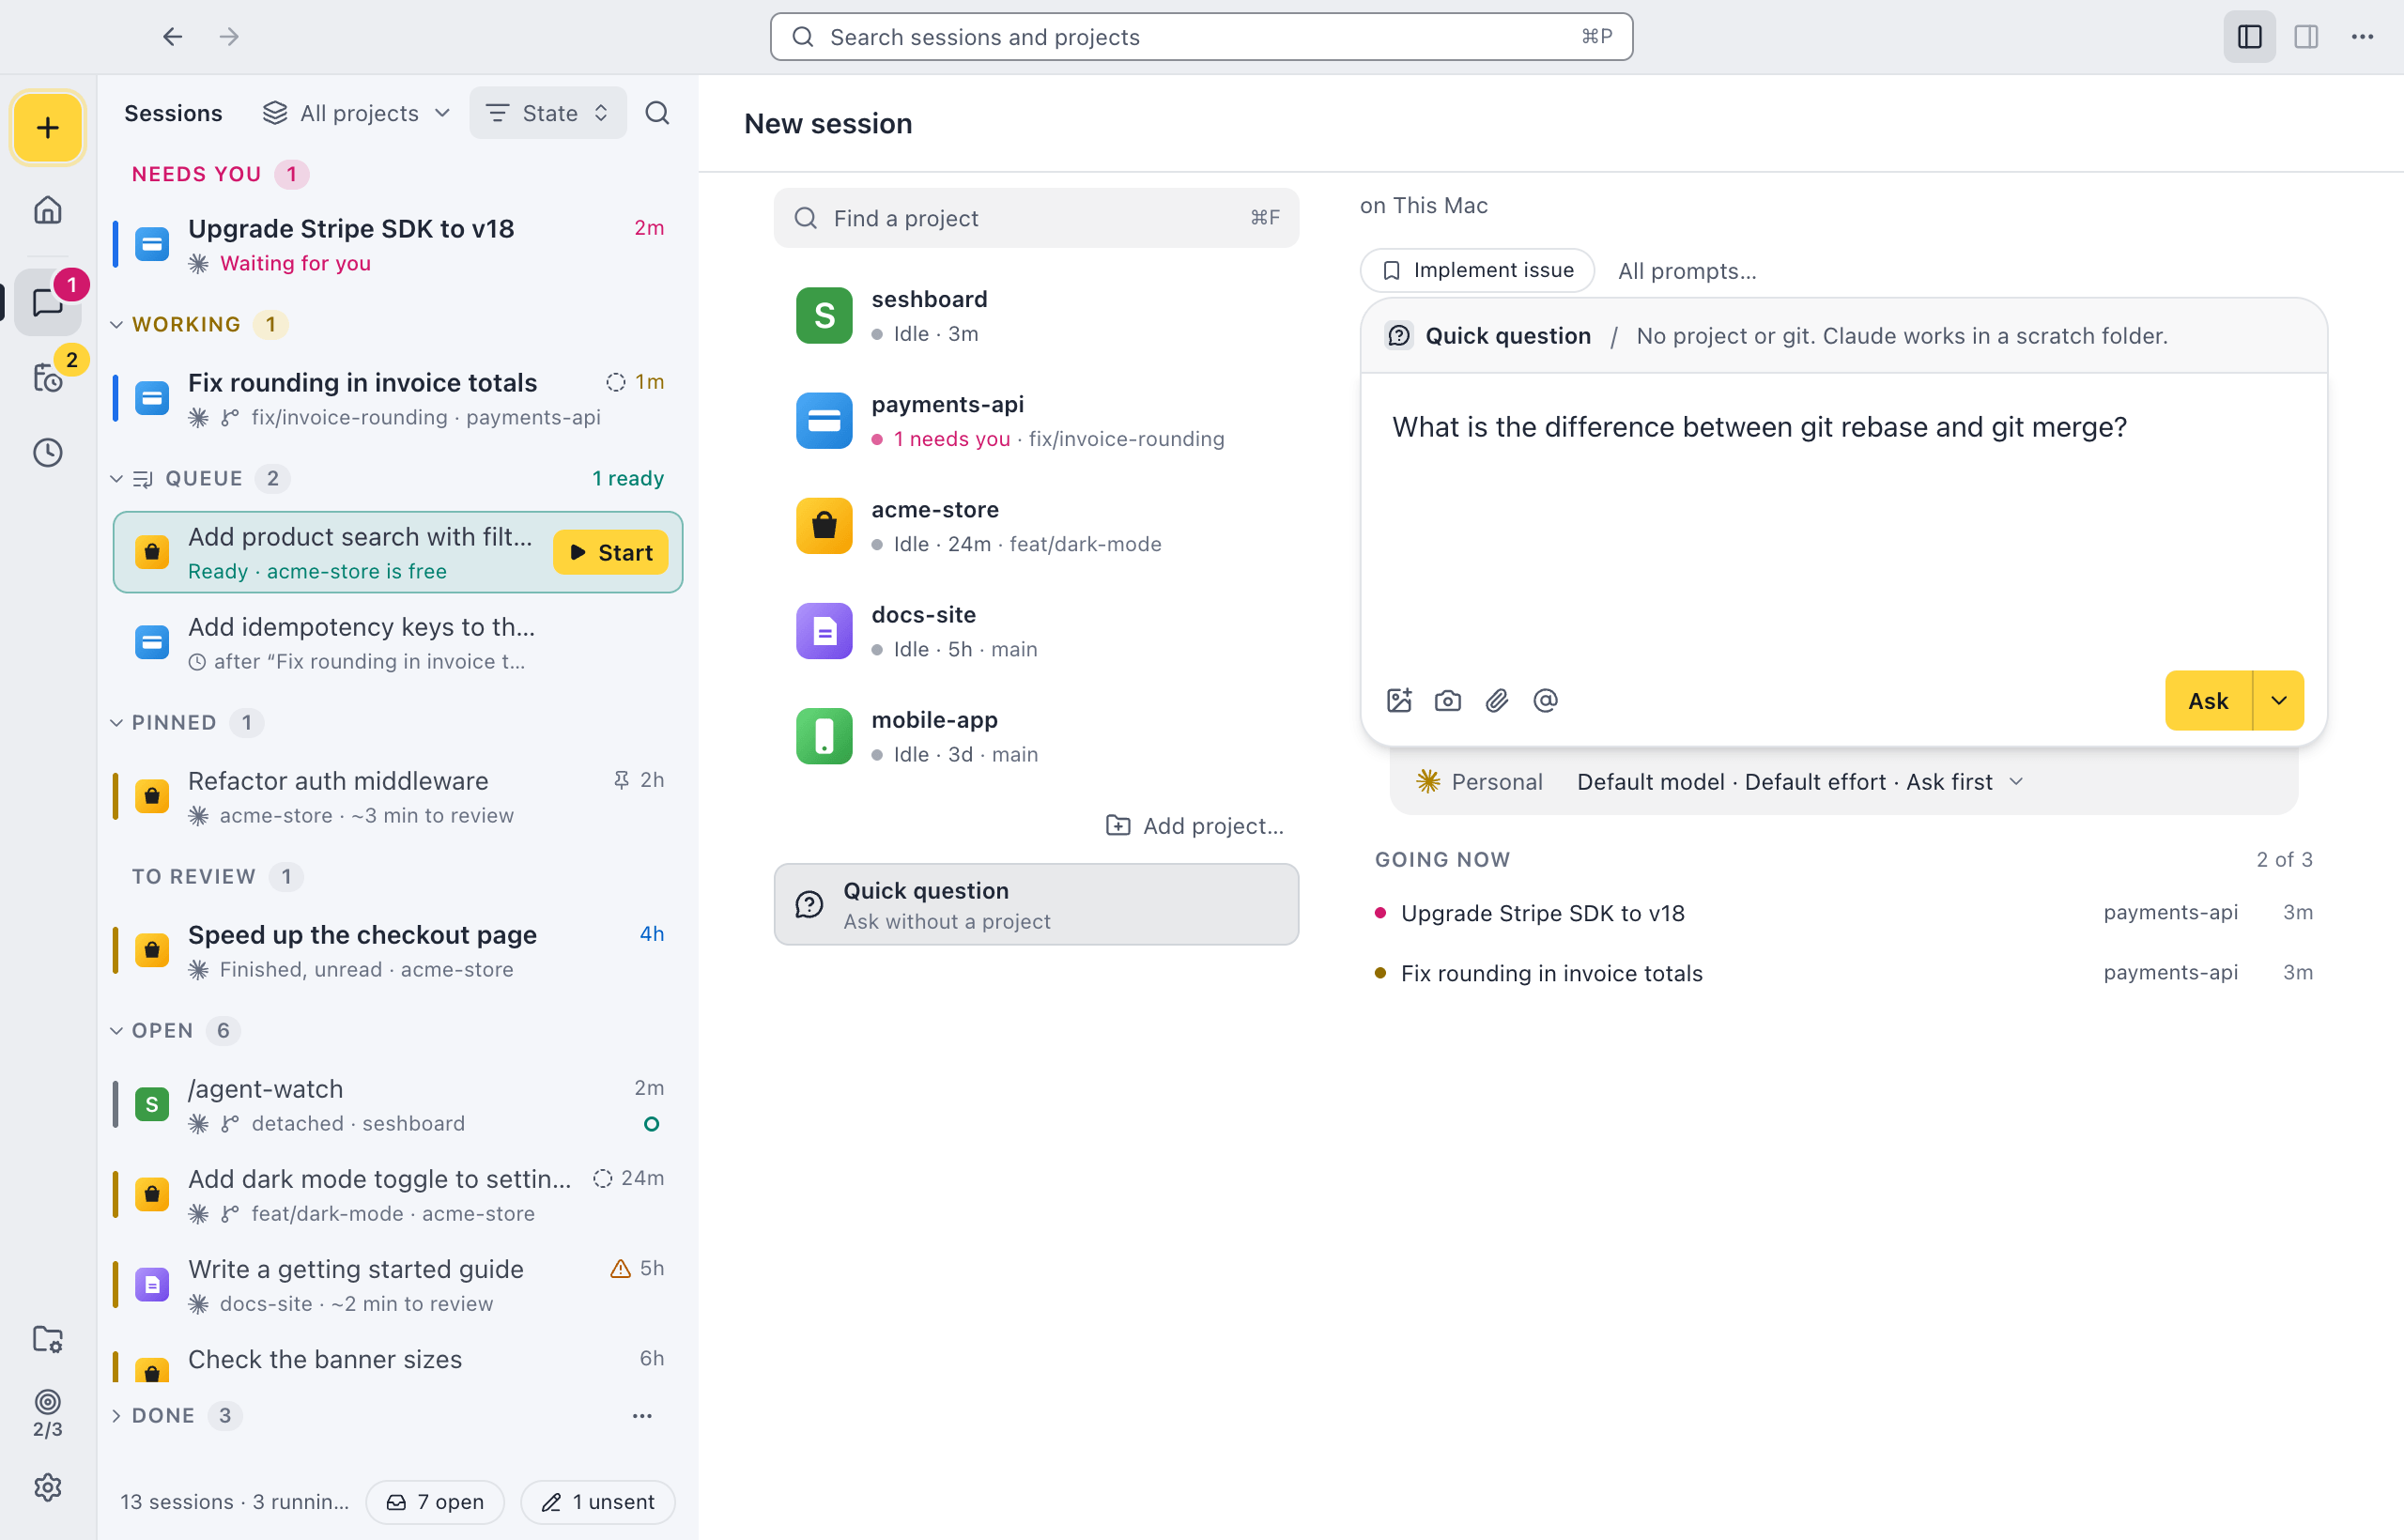 Search sessions and projects ⌘P
Sessions All projects State
NEEDS YOU 1
Upgrade Stripe SDK to v18 2m
Waiting for you
WORKING 1
Fix rounding in invoice totals 1m
fix/invoice-rounding · payments-api
QUEUE 2 1 ready
Add product search with filt...
Ready · acme-store is free
Start
Add idempotency keys to th...
after “Fix rounding in invoice t...
PINNED 1
Refactor auth middleware 2h
acme-store · ~3 min to review
TO REVIEW 1
Speed up the checkout page 4h
Finished, unread · acme-store
OPEN 6
S
/agent-watch 2m
detached · seshboard
Add dark mode toggle to settin... 24m
feat/dark-mode · acme-store
Write a getting started guide 5h
docs-site · ~2 min to review
Check the banner sizes 6h
DONE 3 ...
13 sessions · 3 runnin... 7 open 1 unsent
1
2
2/3
New session
Find a project ⌘F
S
seshboard
Idle · 3m
payments-api
1 needs you · fix/invoice-rounding
acme-store
Idle · 24m · feat/dark-mode
docs-site
Idle · 5h · main
mobile-app
Idle · 3d · main
Add project...
Quick question
Ask without a project
on This Mac
Implement issue All prompts...
Quick question / No project or git. Claude works in a scratch folder.
What is the difference between git rebase and git merge?
Ask
Personal Default model · Default effort · Ask first
GOING NOW 2 of 3
Upgrade Stripe SDK to v18 payments-api 3m
Fix rounding in invoice totals payments-api 3m